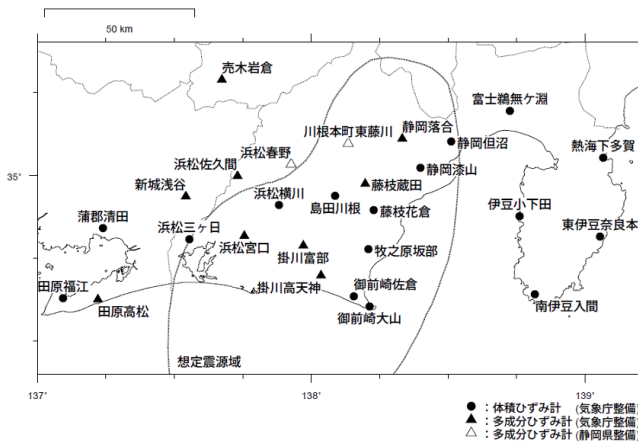 50 km
売木岩倉
富士鵜無ケ淵
川根本町東藤川
静岡落合
静岡但沼
熱海下多賀
浜松春野
浜松佐久間
静岡漆山
35˚
新城浅谷
藤枝蔵田
浜松横川
島田川根
藤枝花倉
伊豆小下田
蒲郡清田
浜松三ヶ日
浜松宮口
掛川富部
牧之原坂部
東伊豆奈良本
田原福江
掛川高天神
御前崎佐倉
田原高松
御前崎大山
南伊豆入間
想定震源域
137˚
138˚
139˚
●：体積ひずみ計 (気象庁整備)
▲：多成分ひずみ計 (気象庁整備)
△：多成分ひずみ計 (静岡県整備)